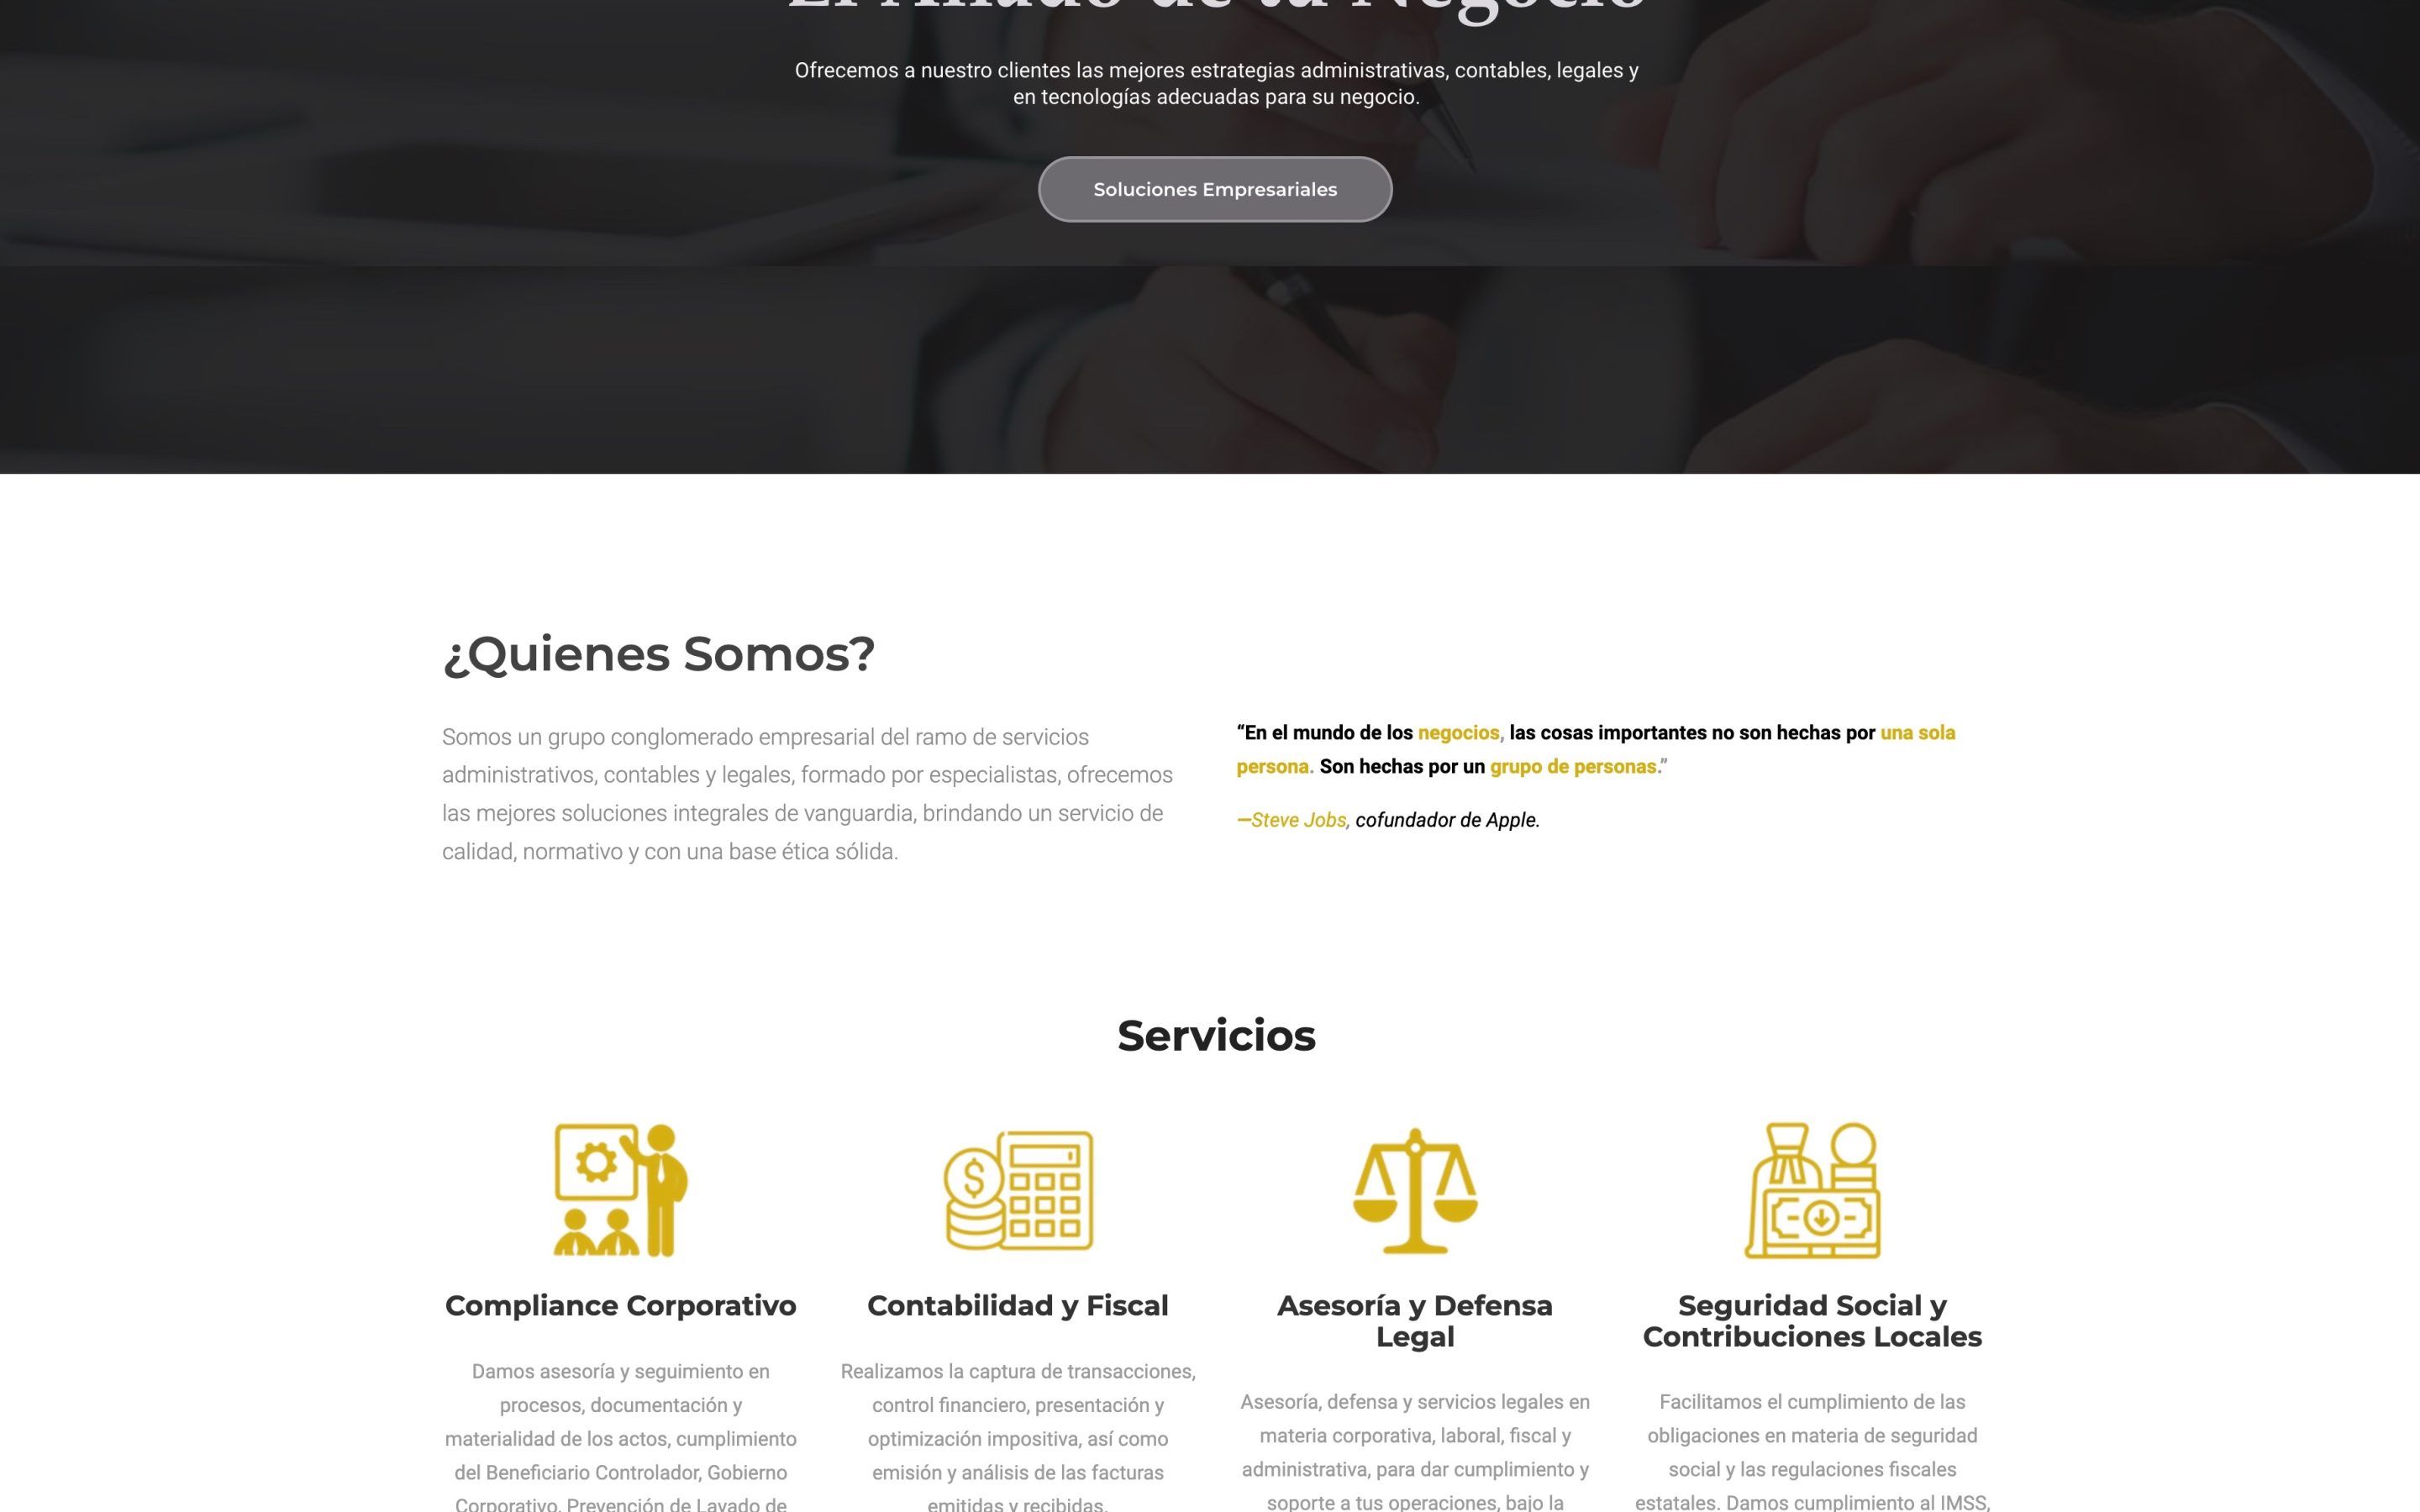 El Aliado de tu Negocio
Ofrecemos a nuestro clientes las mejores estrategias administrativas, contables, legales y
en tecnologías adecuadas para su negocio.
Soluciones Empresariales
¿Quienes Somos?
Somos un grupo conglomerado empresarial del ramo de servicios
administrativos, contables y legales, formado por especialistas, ofrecemos
las mejores soluciones integrales de vanguardia, brindando un servicio de
calidad, normativo y con una base ética sólida.
“En el mundo de los negocios, las cosas importantes no son hechas por una sola
persona. Son hechas por un grupo de personas.”
—Steve Jobs, cofundador de Apple.
Servicios
Compliance Corporativo
Damos asesoría y seguimiento en
procesos, documentación y
materialidad de los actos, cumplimiento
del Beneficiario Controlador, Gobierno
Corporativo, Prevención de Lavado de
Contabilidad y Fiscal
Realizamos la captura de transacciones,
control financiero, presentación y
optimización impositiva, así como
emisión y análisis de las facturas
emitidas y recibidas.
Asesoría y Defensa
Legal
Asesoría, defensa y servicios legales en
materia corporativa, laboral, fiscal y
administrativa, para dar cumplimiento y
soporte a tus operaciones, bajo la
Seguridad Social y
Contribuciones Locales
Facilitamos el cumplimiento de las
obligaciones en materia de seguridad
social y las regulaciones fiscales
estatales. Damos cumplimiento al IMSS,